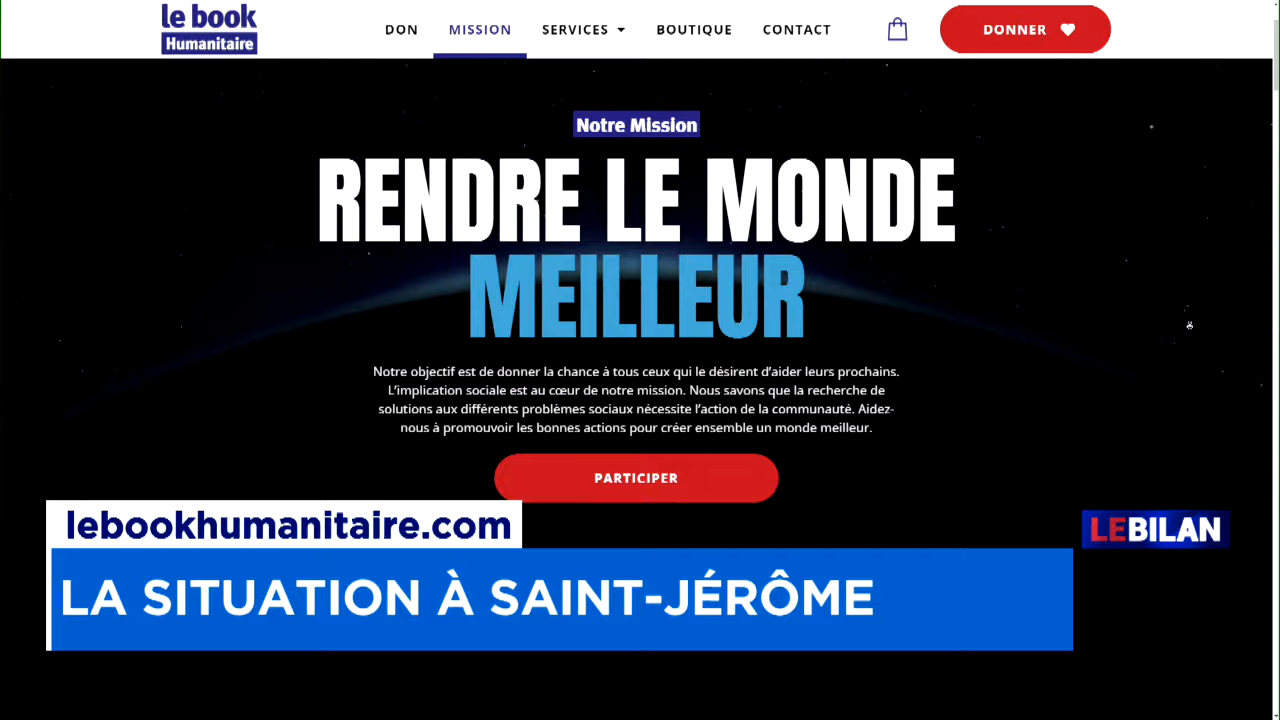 le book
Humanitaire
DON
MISSION
SERVICES
BOUTIQUE
CONTACT
DONNER
Notre Mission
RENDRE LE MONDE
MEILLEUR
Notre objectif est de donner la chance à tous ceux qui le désirent d'aider leurs prochains.
L'implication sociale est au cœur de notre mission. Nous savons que la recherche de
solutions aux différents problèmes sociaux nécessite l'action de la communauté. Aidez-
nous à promouvoir les bonnes actions pour créer ensemble un monde meilleur.
PARTICIPER
lebookhumanitaire.com
LEBILAN
LA SITUATION À SAINT-JÉRÔME